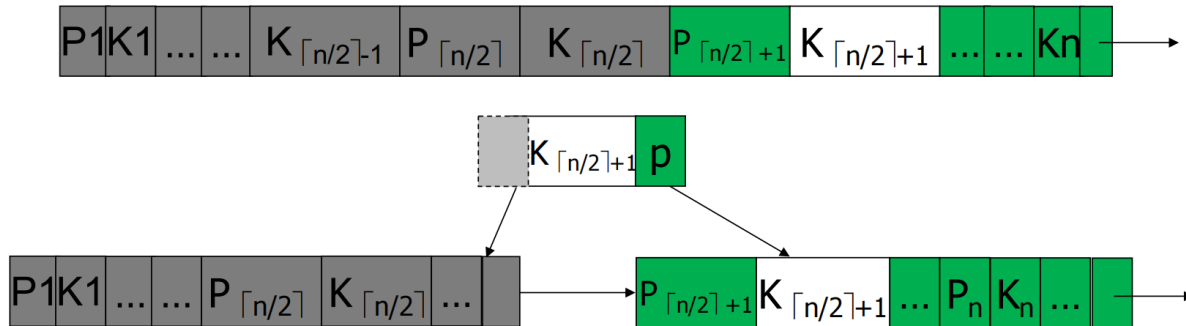 P1 K1 ... ... K⌈n/2⌉-1 P⌈n/2⌉ K⌈n/2⌉ P⌈n/2⌉+1 K⌈n/2⌉+1 ... ... Kn
K⌈n/2⌉+1 p
P1 K1 ... ... P⌈n/2⌉ K⌈n/2⌉ ... P⌈n/2⌉+1 K⌈n/2⌉+1 ... Pn Kn ...